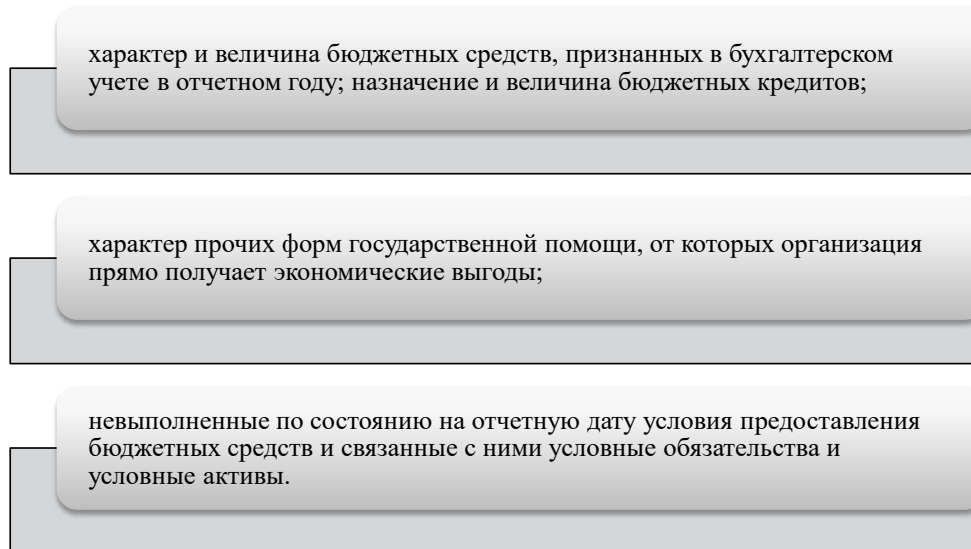 характер и величина бюджетных средств, признанных в бухгалтерском
учете в отчетном году; назначение и величина бюджетных кредитов;
характер прочих форм государственной помощи, от которых организация
прямо получает экономические выгоды;
невыполненные по состоянию на отчетную дату условия предоставления
бюджетных средств и связанные с ними условные обязательства и
условные активы.